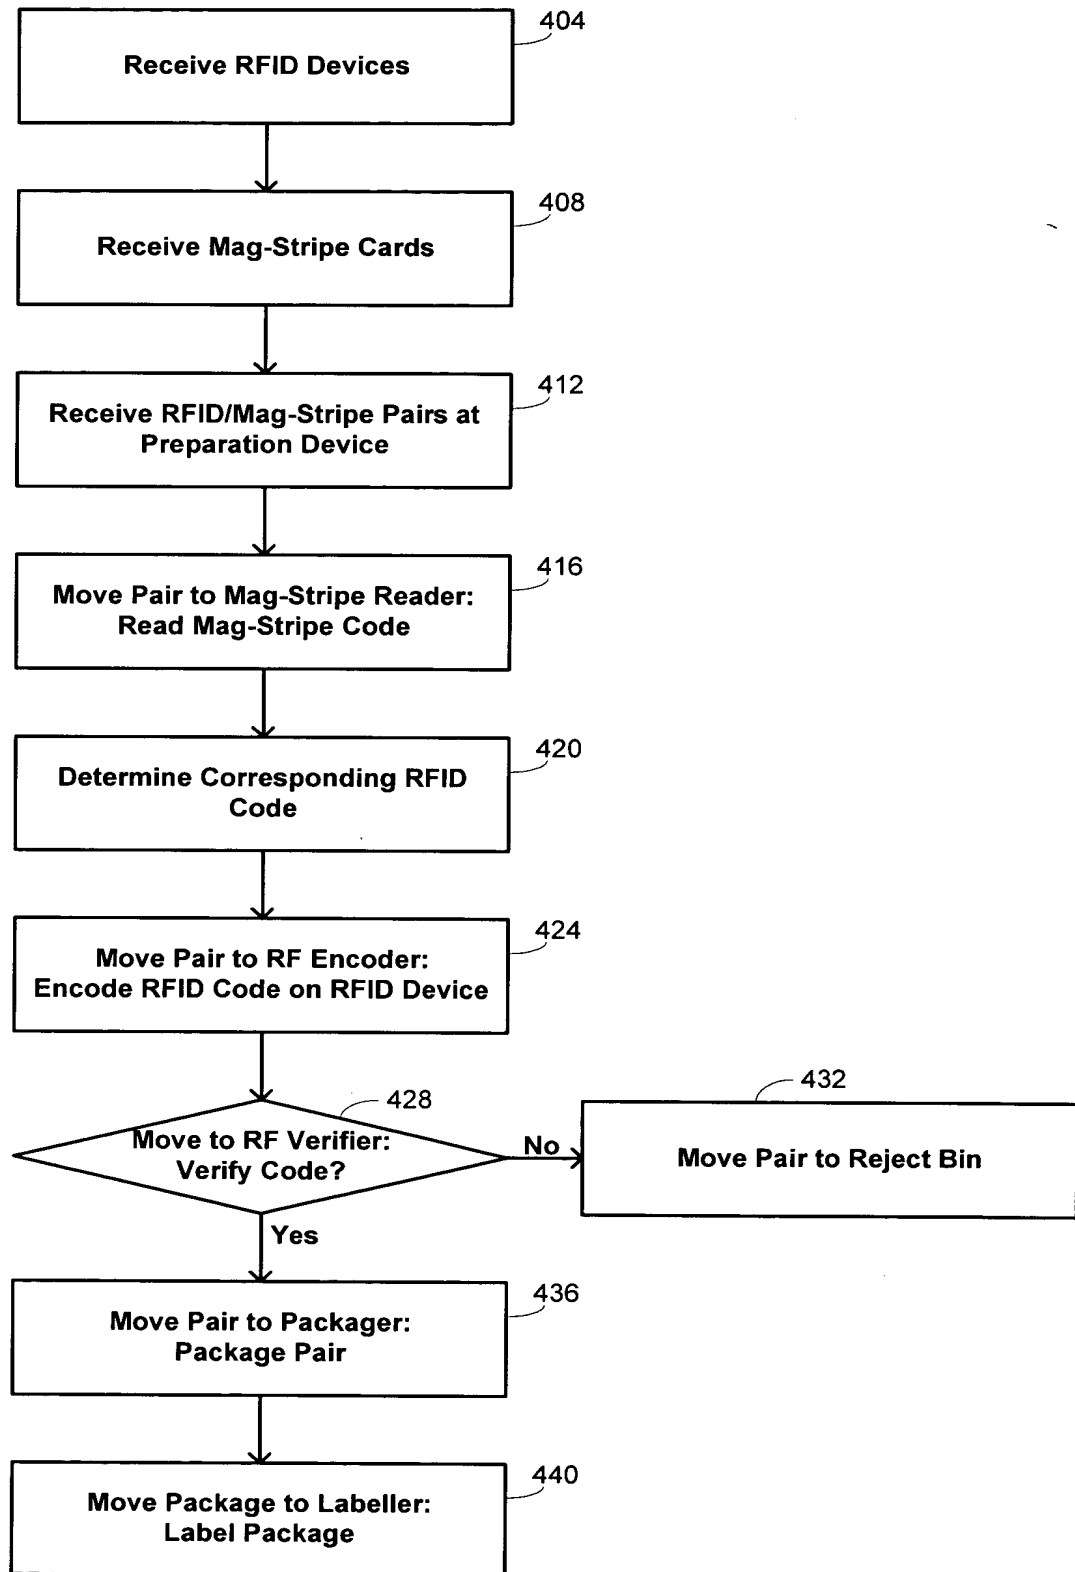 404
Receive RFID Devices
408
Receive Mag-Stripe Cards
412
Receive RFID/Mag-Stripe Pairs at
Preparation Device
416
Move Pair to Mag-Stripe Reader:
Read Mag-Stripe Code
420
Determine Corresponding RFID
Code
424
Move Pair to RF Encoder:
Encode RFID Code on RFID Device
428
Move to RF Verifier:
Verify Code?
No
432
Move Pair to Reject Bin
Yes
436
Move Pair to Packager:
Package Pair
440
Move Package to Labeller:
Label Package